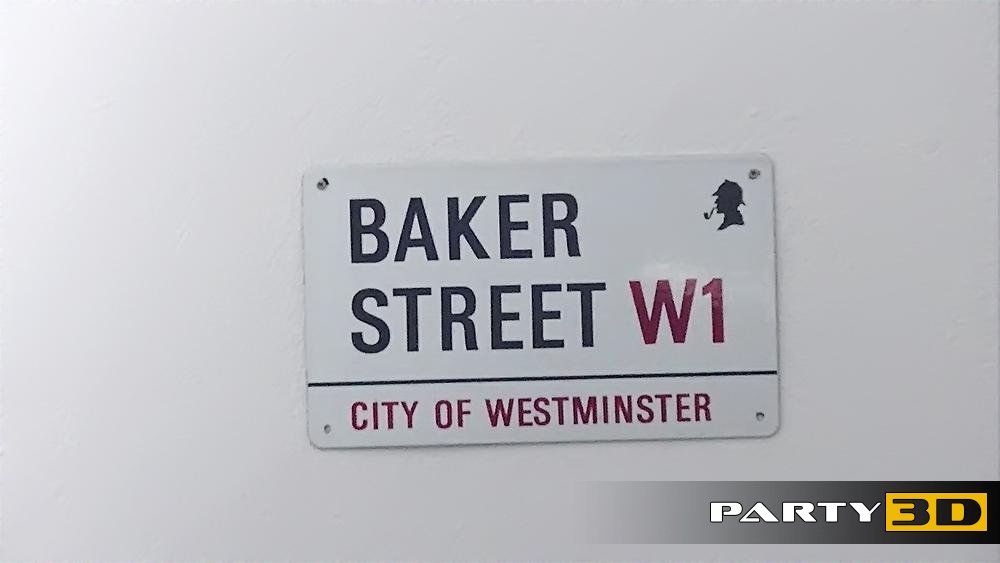 BAKER
STREET W1
CITY OF WESTMINSTER
PARTY 3D